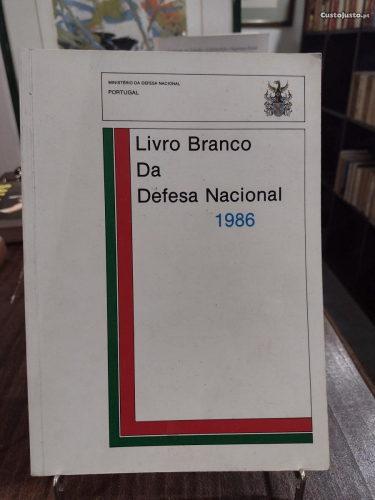 CustoJusto.pt
MINISTÉRIO DA DEFESA NACIONAL
PORTUGAL
Livro Branco
Da
Defesa Nacional
1986